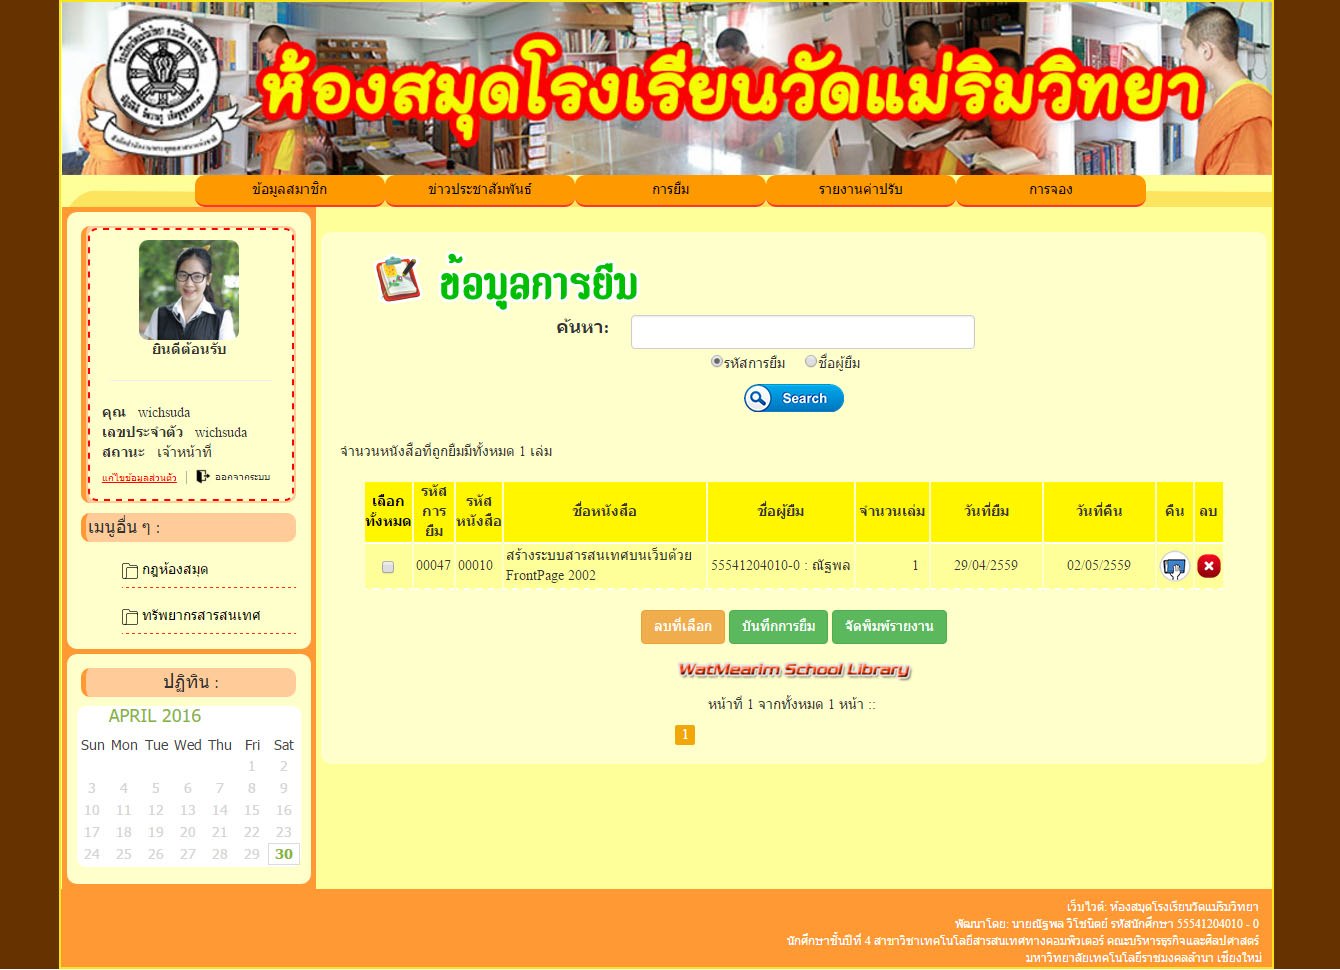 ห้องสมุดโรงเรียนวัดแม่ริมวิทยา
ข้อมูลสมาชิก
ข่าวประชาสัมพันธ์
การยืม
รายงานค่าปรับ
การจอง
ยินดีต้อนรับ
คุณ wichsuda
เลขประจำตัว wichsuda
สถานะ เจ้าหน้าที่
แก้ไขข้อมูลส่วนตัว | ออกจากระบบ
เมนูอื่น ๆ :
กฎห้องสมุด
ทรัพยากรสารสนเทศ
ปฏิทิน :
APRIL 2016
Sun Mon Tue Wed Thu Fri Sat
1 2
3 4 5 6 7 8 9
10 11 12 13 14 15 16
17 18 19 20 21 22 23
24 25 26 27 28 29 30
ข้อมูลการยืม
ค้นหา:
รหัสการยืม ชื่อผู้ยืม
Search
จำนวนหนังสือที่ถูกยืมมีทั้งหมด 1 เล่ม
เลือกทั้งหมด รหัสการยืม รหัสหนังสือ ชื่อหนังสือ ชื่อผู้ยืม จำนวนเล่ม วันที่ยืม วันที่คืน คืน ลบ
00047 00010 สร้างระบบสารสนเทศบนเว็บด้วย FrontPage 2002 55541204010-0 : ณัฐพล 1 29/04/2559 02/05/2559
ลบที่เลือก บันทึกการยืม จัดพิมพ์รายงาน
WatMearim School Library
หน้าที่ 1 จากทั้งหมด 1 หน้า ::
1
เว็บไวต์: ห้องสมุดโรงเรียนวัดแม่ริมวิทยา
พัฒนาโดย: นายณัฐพล วิโชนิตย์ รหัสนักศึกษา 55541204010 - 0
นักศึกษาชั้นปีที่ 4 สาขาวิชาเทคโนโลยีสารสนเทศทางคอมพิวเตอร์ คณะบริหารธุรกิจและศิลปศาสตร์
มหาวิทยาลัยเทคโนโลยีราชมงคลล้านนา เชียงใหม่